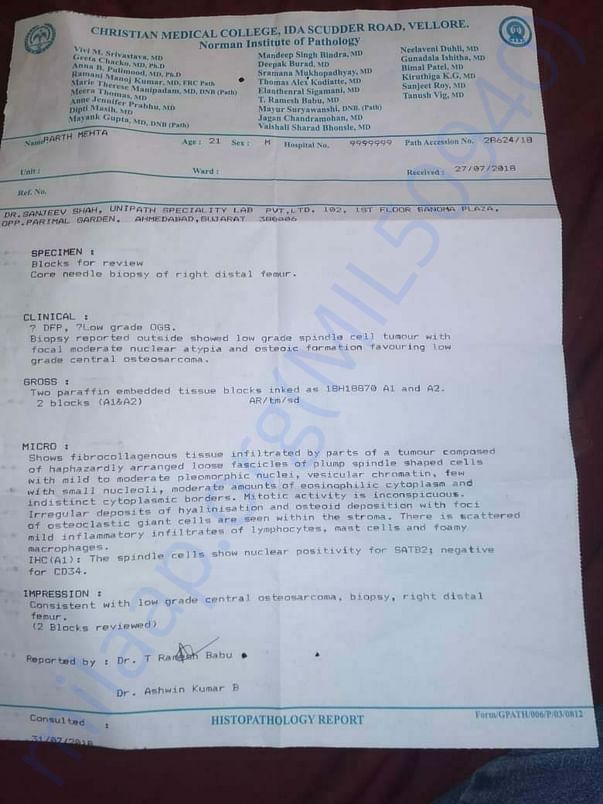 CHRISTIAN MEDICAL COLLEGE, IDA SCUDDER ROAD, VELLORE.
Norman Institute of Pathology
Vivi M. Srivastava, MD
Geeta Chacko, MD, Ph.D
Anna B. Pulimood, MD, Ph.D
Ramani Manoj Kumar, MD, FRC Path
Marie Therese Manipadam, MD, DNB (Path)
Meera Thomas, MD
Anne Jennifer Prabhu, MD
Dipti Masih, MD
Mayank Gupta, MD, DNB (Path)
Mandeep Singh Bindra, MD
Deepak Burad, MD
Sramana Mukhopadhyay, MD
Thomas Alex Kodiatte, MD
Elanthenral Sigamani, MD
T. Ramesh Babu, MD
Mayur Suryawanshi, DNB (Path)
Jagan Chandramohan, MD
Vaishali Sharad Bhonsle, MD
Neelaveni Duhli, MD
Gunadala Ishitha, MD
Bimal Patel, MD
Kiruthiga K.G, MD
Sanjeet Roy, MD
Tanush Vig, MD
Name PARTH MEHTA Age : 21 Sex : M Hospital No. 9999999 Path Accession No. 28624/18
Unit : Ward : Received : 27/07/2018
Ref. No.
DR.SANJEEV SHAH, UNIPATH SPECIALITY LAB PVT.LTD. 102, 1ST FLOOR SANOMA PLAZA,
OPP.PARIMAL GARDEN, AHMEDABAD,GUJARAT 386006
SPECIMEN :
Blocks for review
Core needle biopsy of right distal femur.
CLINICAL :
? DFP, ?Low grade OGS.
Biopsy reported outside showed low grade spindle cell tumour with
focal moderate nuclear atypia and osteoic formation favouring low
grade central osteosarcoma.
GROSS :
Two paraffin embedded tissue blocks inked as 18H18870 A1 and A2.
2 blocks (A1&A2) AR/tm/sd
MICRO :
Shows fibrocollagenous tissue infiltrated by parts of a tumour composed
of haphazardly arranged loose fascicles of plump spindle shaped cells
with mild to moderate pleomorphic nuclei, vesicular chromatin, few
with small nucleoli, moderate amounts of eosinophilic cytoplasm and
indistinct cytoplasmic borders. Mitotic activity is inconspicuous.
Irregular deposits of hyalinisation and osteoid deposition with foci
of osteoclastic giant cells are seen within the stroma. There is scattered
mild inflammatory infiltrates of lymphocytes, mast cells and foamy
macrophages.
IHC(A1): The spindle cells show nuclear positivity for SATB2; negative
for CD34.
IMPRESSION :
Consistent with low grade central osteosarcoma, biopsy, right distal
femur.
(2 Blocks reviewed)
Reported by : Dr. T Ramesh Babu
Dr. Ashwin Kumar B
Consulted :
31/07/2018
HISTOPATHOLOGY REPORT
Form/GPATH/006/P/03/0812
milaap.org(MIL509346)